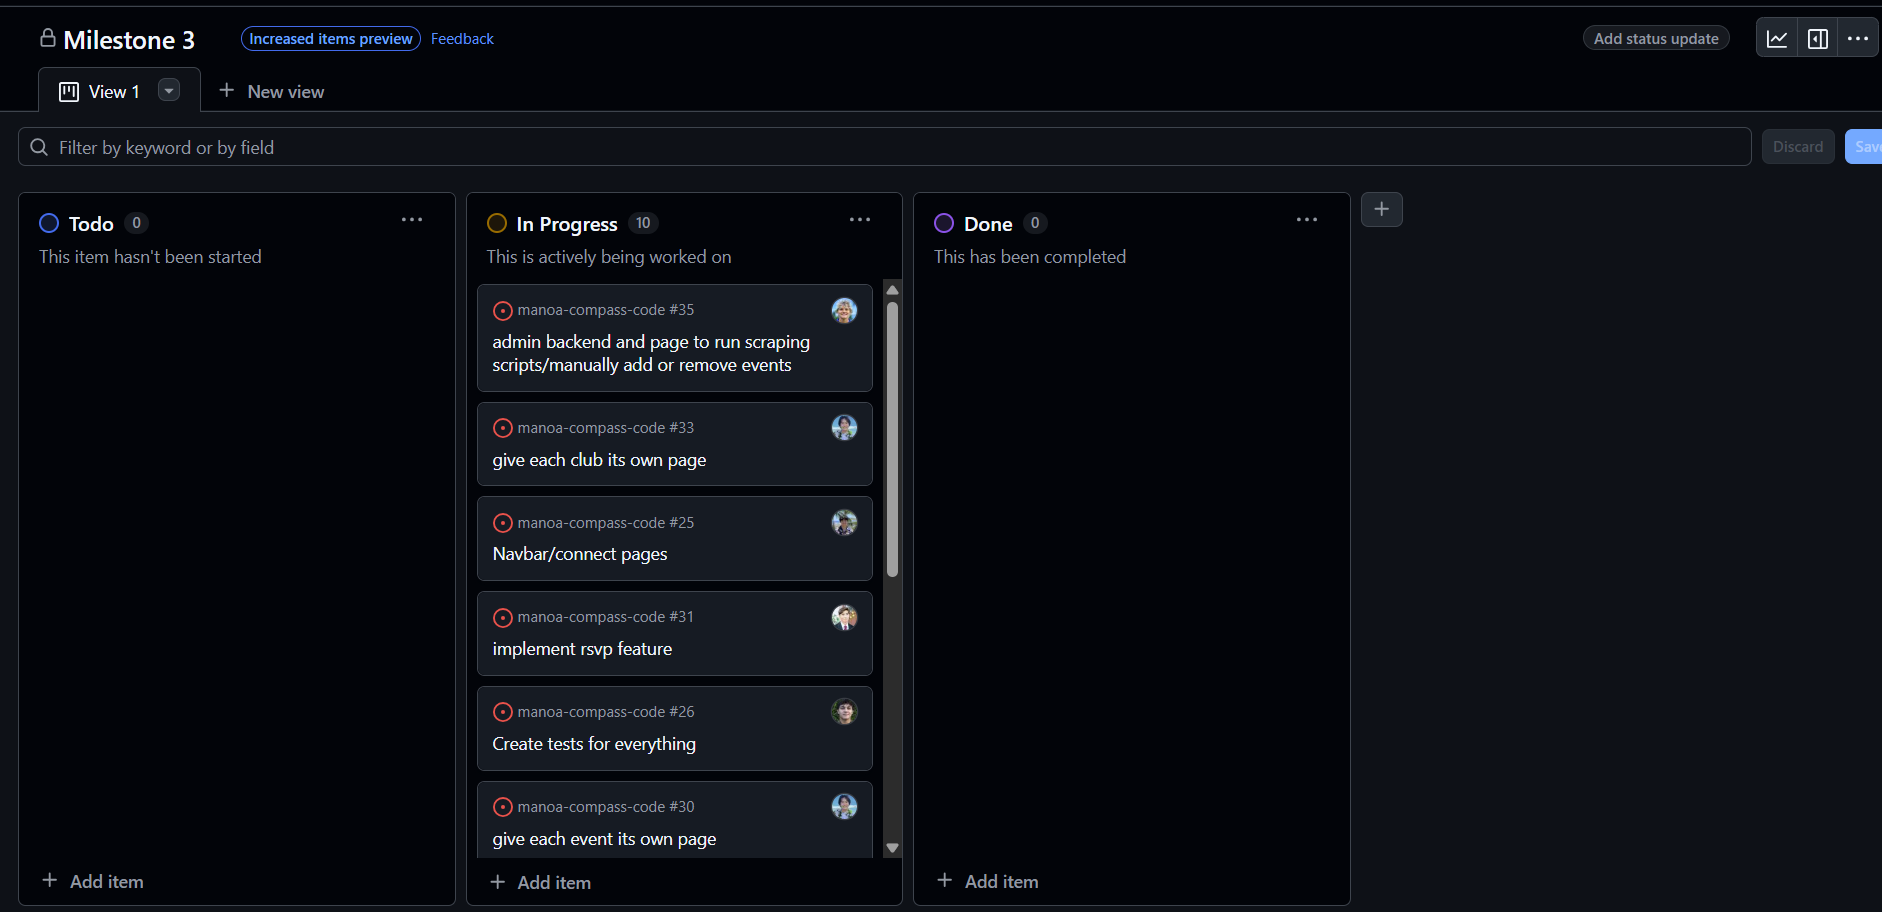 Milestone 3
Increased items preview
Feedback
Add status update
View 1
New view
Filter by keyword or by field
Discard
Todo 0
This item hasn't been started
Add item
In Progress 10
This is actively being worked on
manoa-compass-code #35
admin backend and page to run scraping
scripts/manually add or remove events
manoa-compass-code #33
give each club its own page
manoa-compass-code #25
Navbar/connect pages
manoa-compass-code #31
implement rsvp feature
manoa-compass-code #26
Create tests for everything
manoa-compass-code #30
give each event its own page
Add item
Done 0
This has been completed
Add item